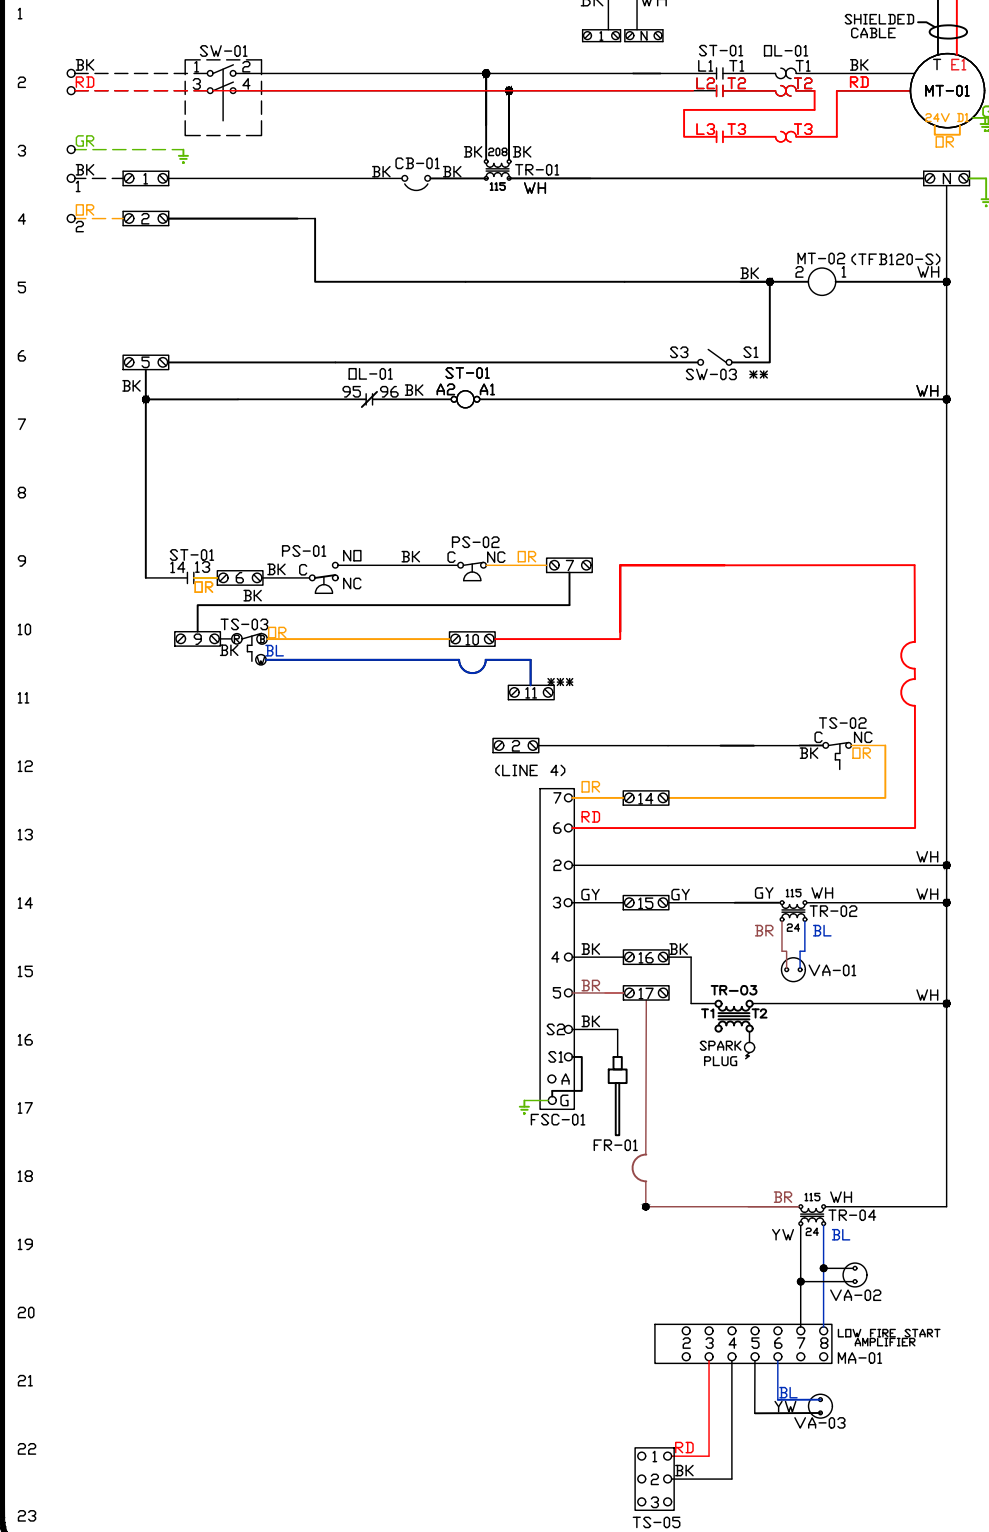 1
BK WH
1 N
SHIELDED
CABLE
SW-01
ST-01 OL-01
BK 1 2 L1 T1 T1 BK T E1
2
RD 3 4 L2 T2 T2 RD MT-01
24V D1 G
L3 T3 T3 OR
3
GR
BK 208 BK
CB-01
BK 1 BK BK TR-01 N
1 115 WH
4
OR 2
2
MT-02 (TFB120-S)
BK 2 1 WH
5
6
5 S3 S1
SW-03 **
BK OL-01 ST-01
95 96 BK A2 A1 WH
7
8
9
ST-01 PS-01 NO BK PS-02
C NC OR 7
14 13 OR 6 BK C NC
BK
10
TS-03
9 R B OR 10
BK W BL
11
11 ***
TS-02
2 C NC
BK OR
12
(LINE 4)
7 OR 14
13
6 RD
2 WH
14
3 GY 15 GY GY 115 WH WH
TR-02
24
BR BL
15
4 BK 16 BK
VA-01
5 BR 17 TR-03 WH
T1 T2
16
S2 BK
SPARK
PLUG
S1
A
17
G
FSC-01
FR-01
18
BR 115 WH
TR-04
19
YW 24 BL
VA-02
20
LOW FIRE START
AMPLIFIER
2 3 4 5 6 7 8
MA-01
21
BL
YW
VA-03
22
RD
1
2 BK
3
23
TS-05